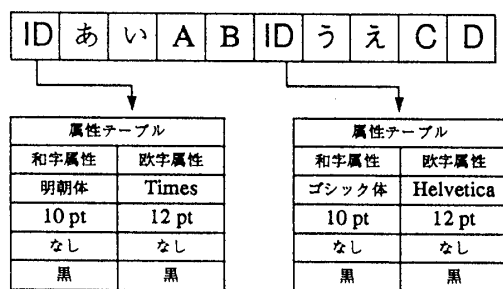 ID あ い A B ID う え C D
属性テーブル
和字属性 欧字属性
明朝体 Times
10 pt 12 pt
なし なし
黒 黒
属性テーブル
和字属性 欧字属性
ゴシック体 Helvetica
10 pt 12 pt
なし なし
黒 黒